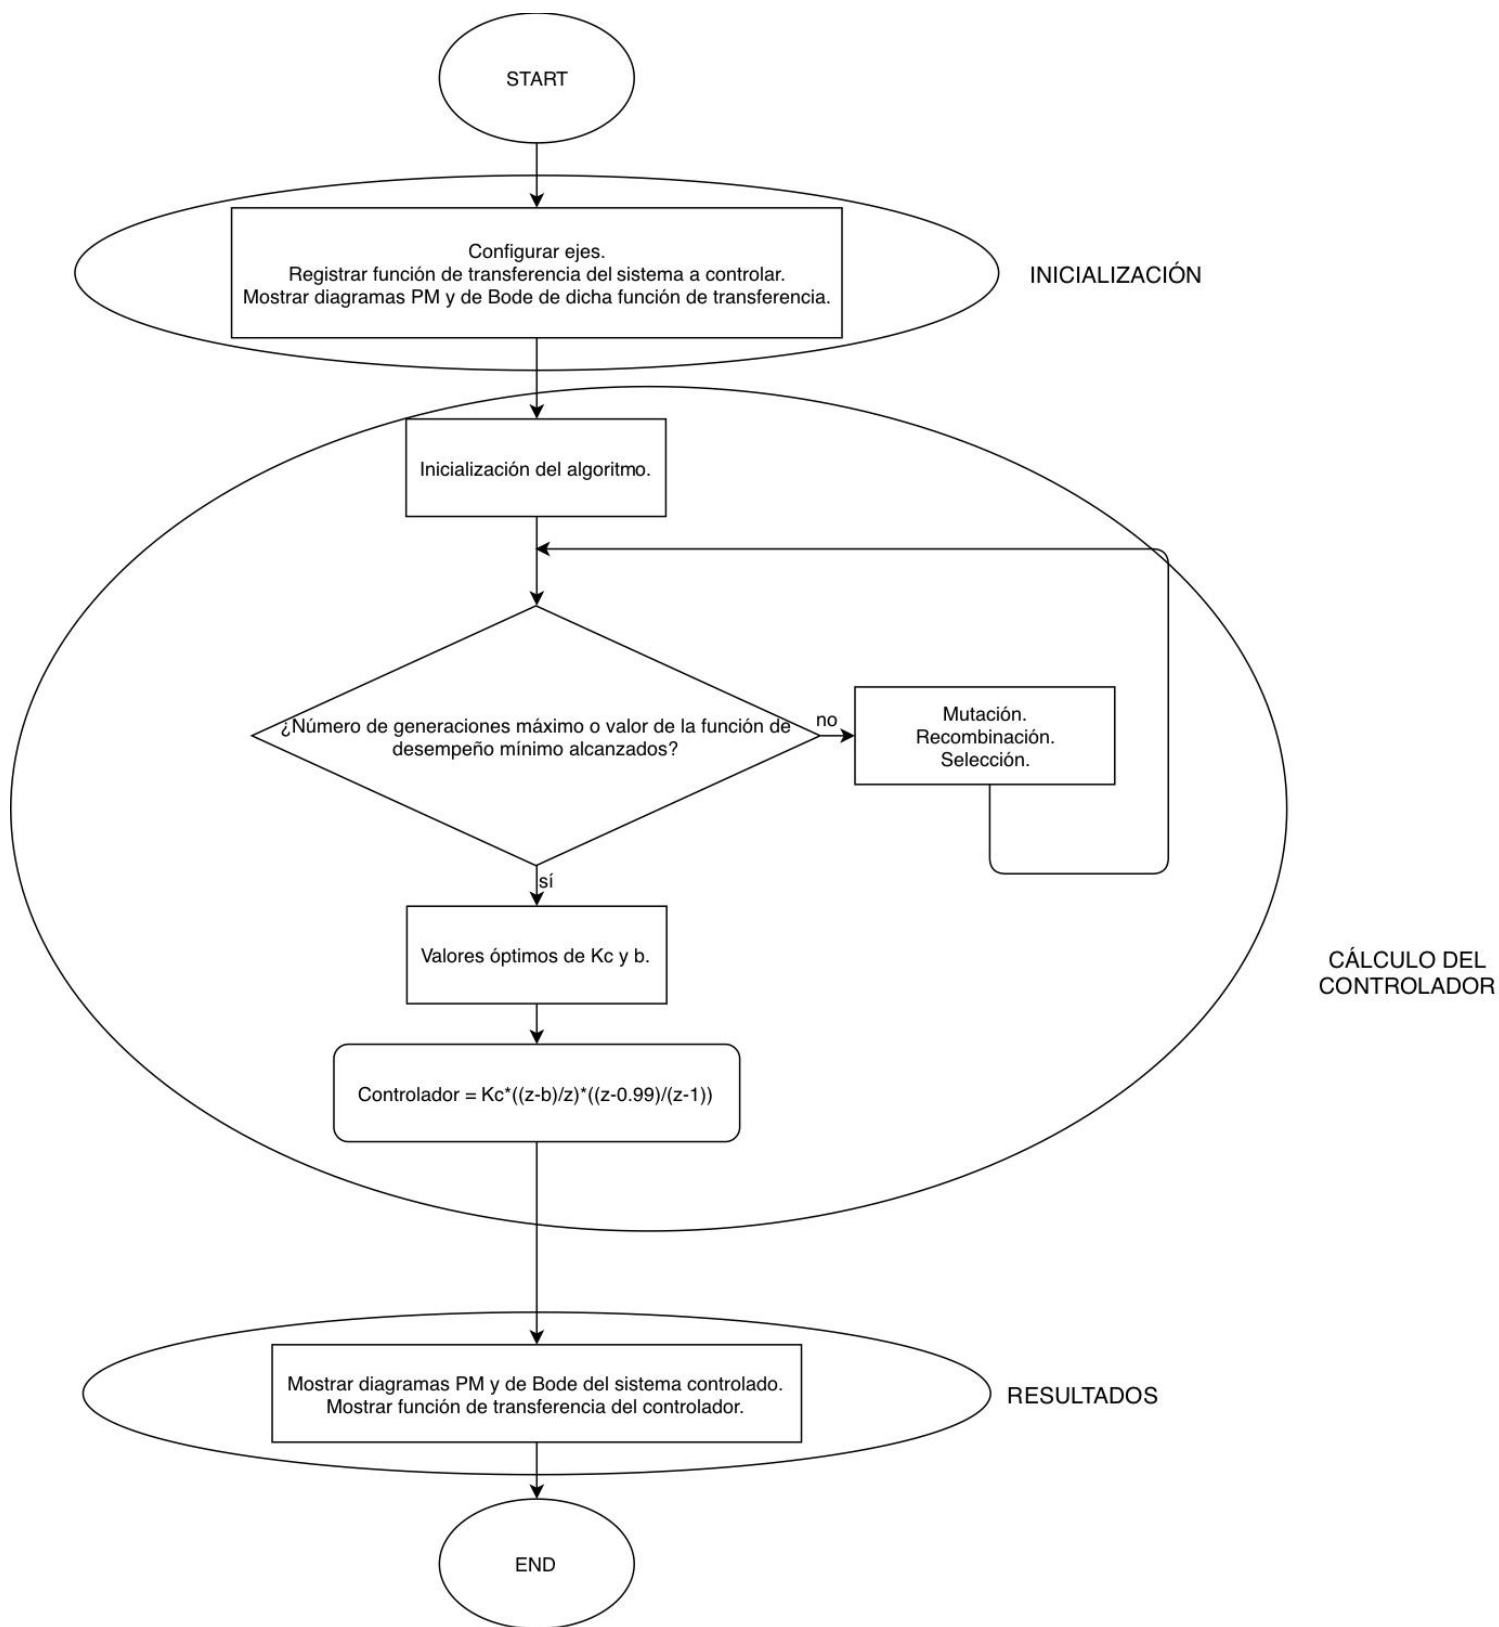 START
Configurar ejes.
Registrar función de transferencia del sistema a controlar.
Mostrar diagramas PM y de Bode de dicha función de transferencia.
INICIALIZACIÓN
Inicialización del algoritmo.
¿Número de generaciones máximo o valor de la función de
desempeño mínimo alcanzados?
no
Mutación.
Recombinación.
Selección.
sí
Valores óptimos de Kc y b.
CÁLCULO DEL
CONTROLADOR
Controlador = Kc*((z-b)/z)*((z-0.99)/(z-1))
Mostrar diagramas PM y de Bode del sistema controlado.
Mostrar función de transferencia del controlador.
RESULTADOS
END